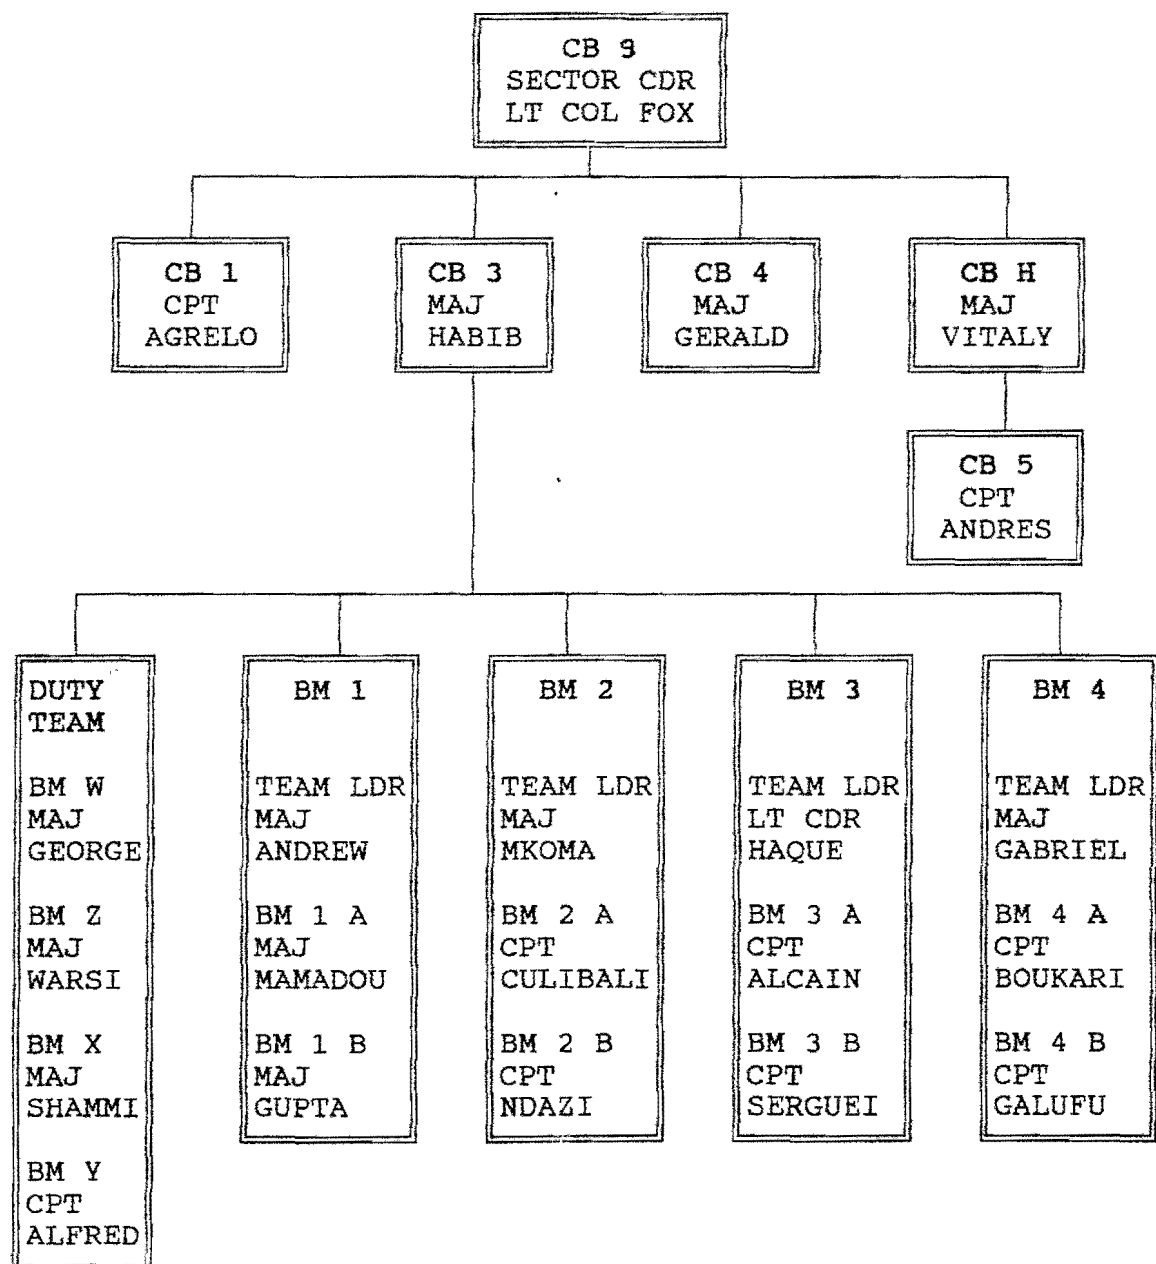 CB 9
SECTOR CDR
LT COL FOX
CB 1
CPT
AGRELO
CB 3
MAJ
HABIB
CB 4
MAJ
GERALD
CB H
MAJ
VITALY
CB 5
CPT
ANDRES
DUTY
TEAM
BM W
MAJ
GEORGE
BM Z
MAJ
WARSI
BM X
MAJ
SHAMMI
BM Y
CPT
ALFRED
BM 1
TEAM LDR
MAJ
ANDREW
BM 1 A
MAJ
MAMADOU
BM 1 B
MAJ
GUPTA
BM 2
TEAM LDR
MAJ
MKOMA
BM 2 A
CPT
CULIBALI
BM 2 B
CPT
NDAZI
BM 3
TEAM LDR
LT CDR
HAQUE
BM 3 A
CPT
ALCAIN
BM 3 B
CPT
SERGUEI
BM 4
TEAM LDR
MAJ
GABRIEL
BM 4 A
CPT
BOUKARI
BM 4 B
CPT
GALUFU